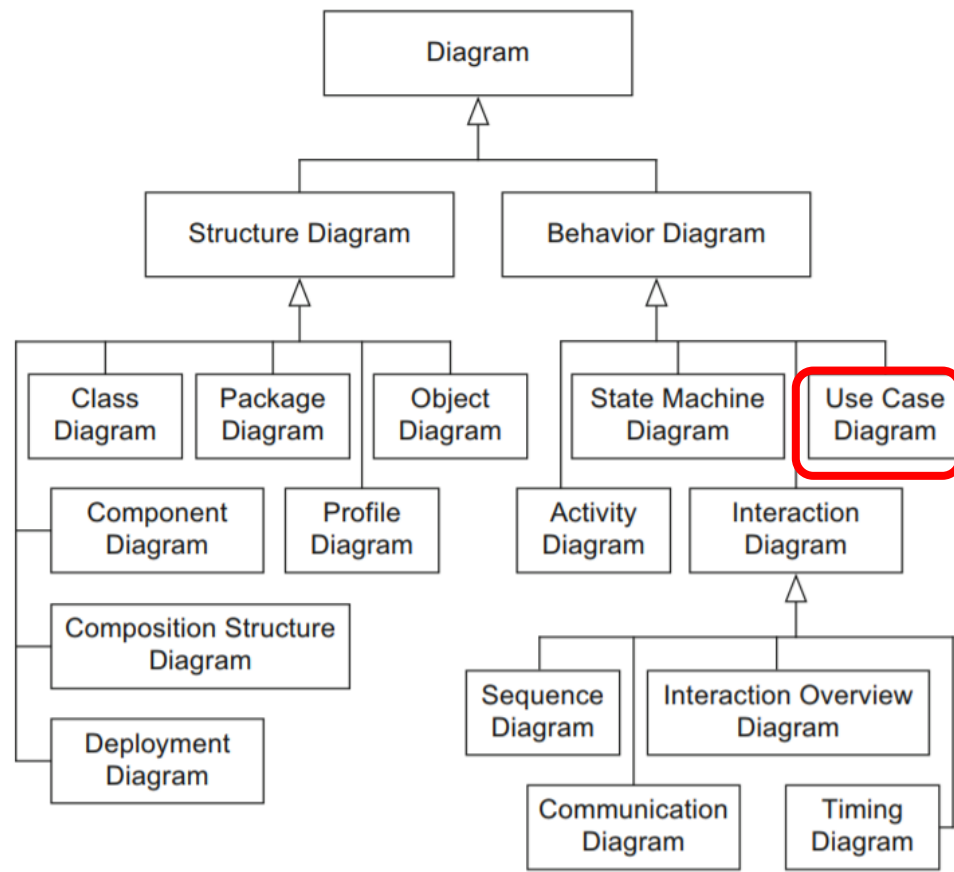 Diagram
Structure Diagram
Behavior Diagram
Class
Diagram
Package
Diagram
Object
Diagram
State Machine
Diagram
Use Case
Diagram
Component
Diagram
Profile
Diagram
Activity
Diagram
Interaction
Diagram
Composition Structure
Diagram
Sequence
Diagram
Interaction Overview
Diagram
Deployment
Diagram
Communication
Diagram
Timing
Diagram